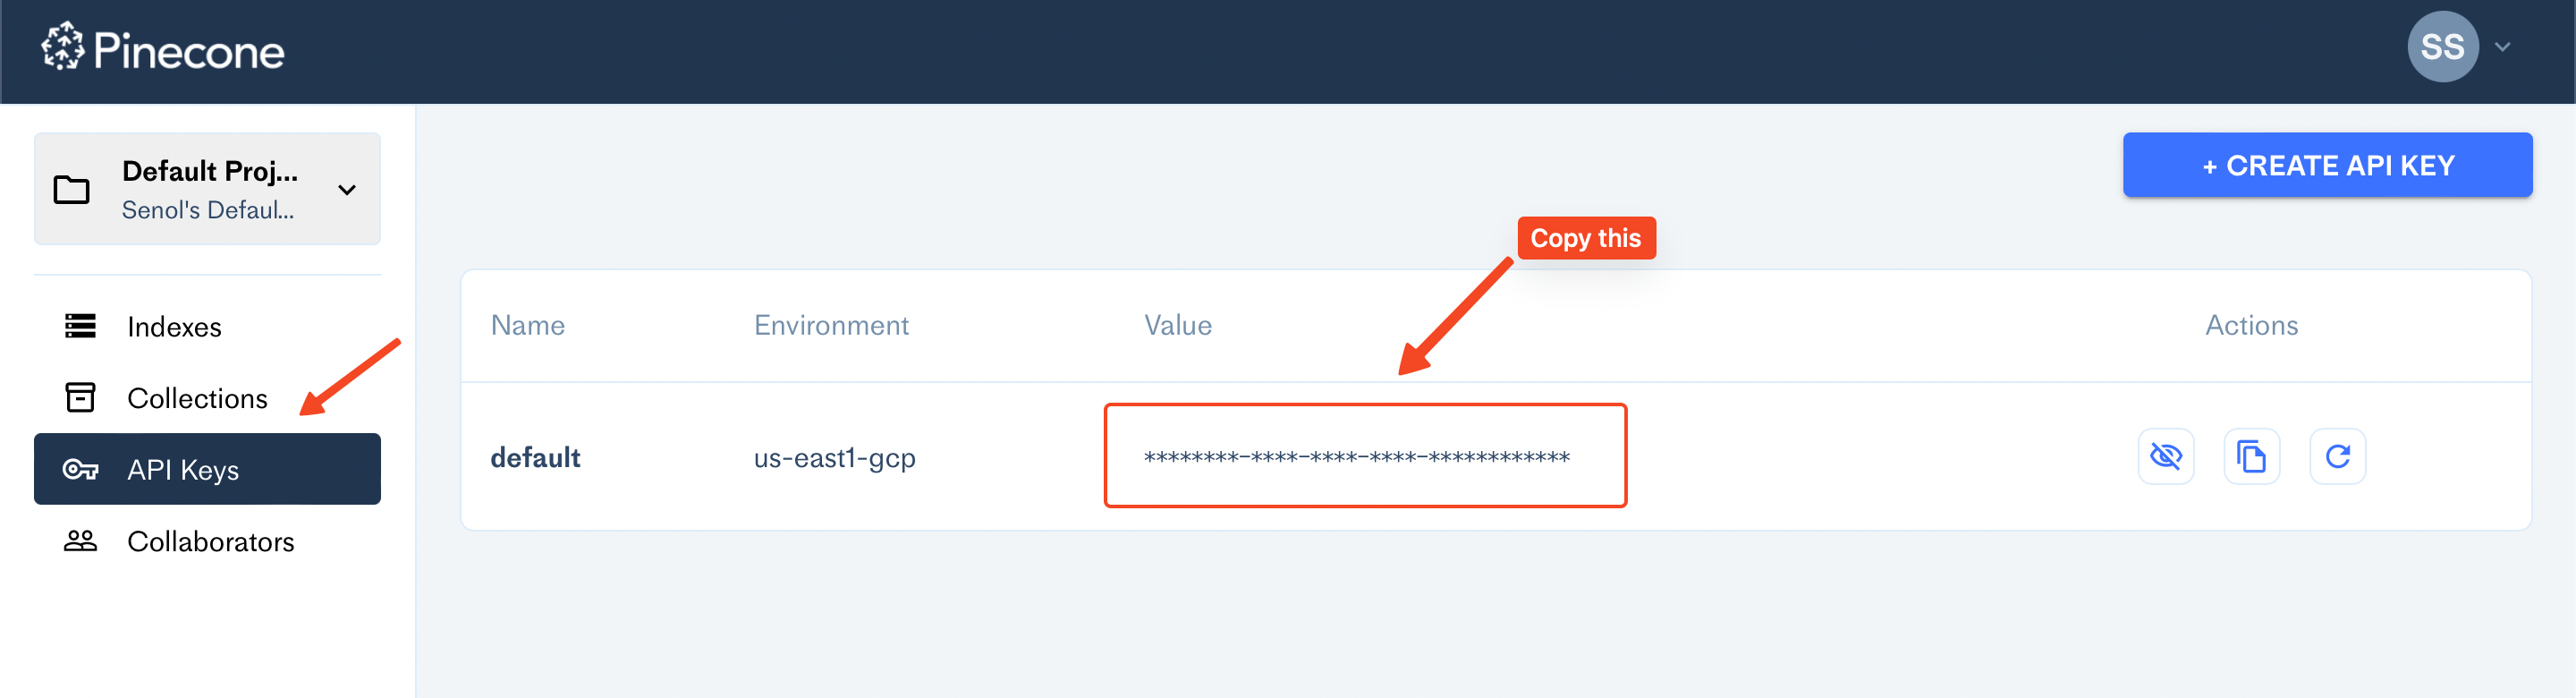 Pinecone
SS
Default Proj...
Senol's Defaul...
+ CREATE API KEY
Copy this
Indexes
Collections
API Keys
Collaborators
Name Environment Value Actions
default us-east1-gcp ********-****-****-****-************